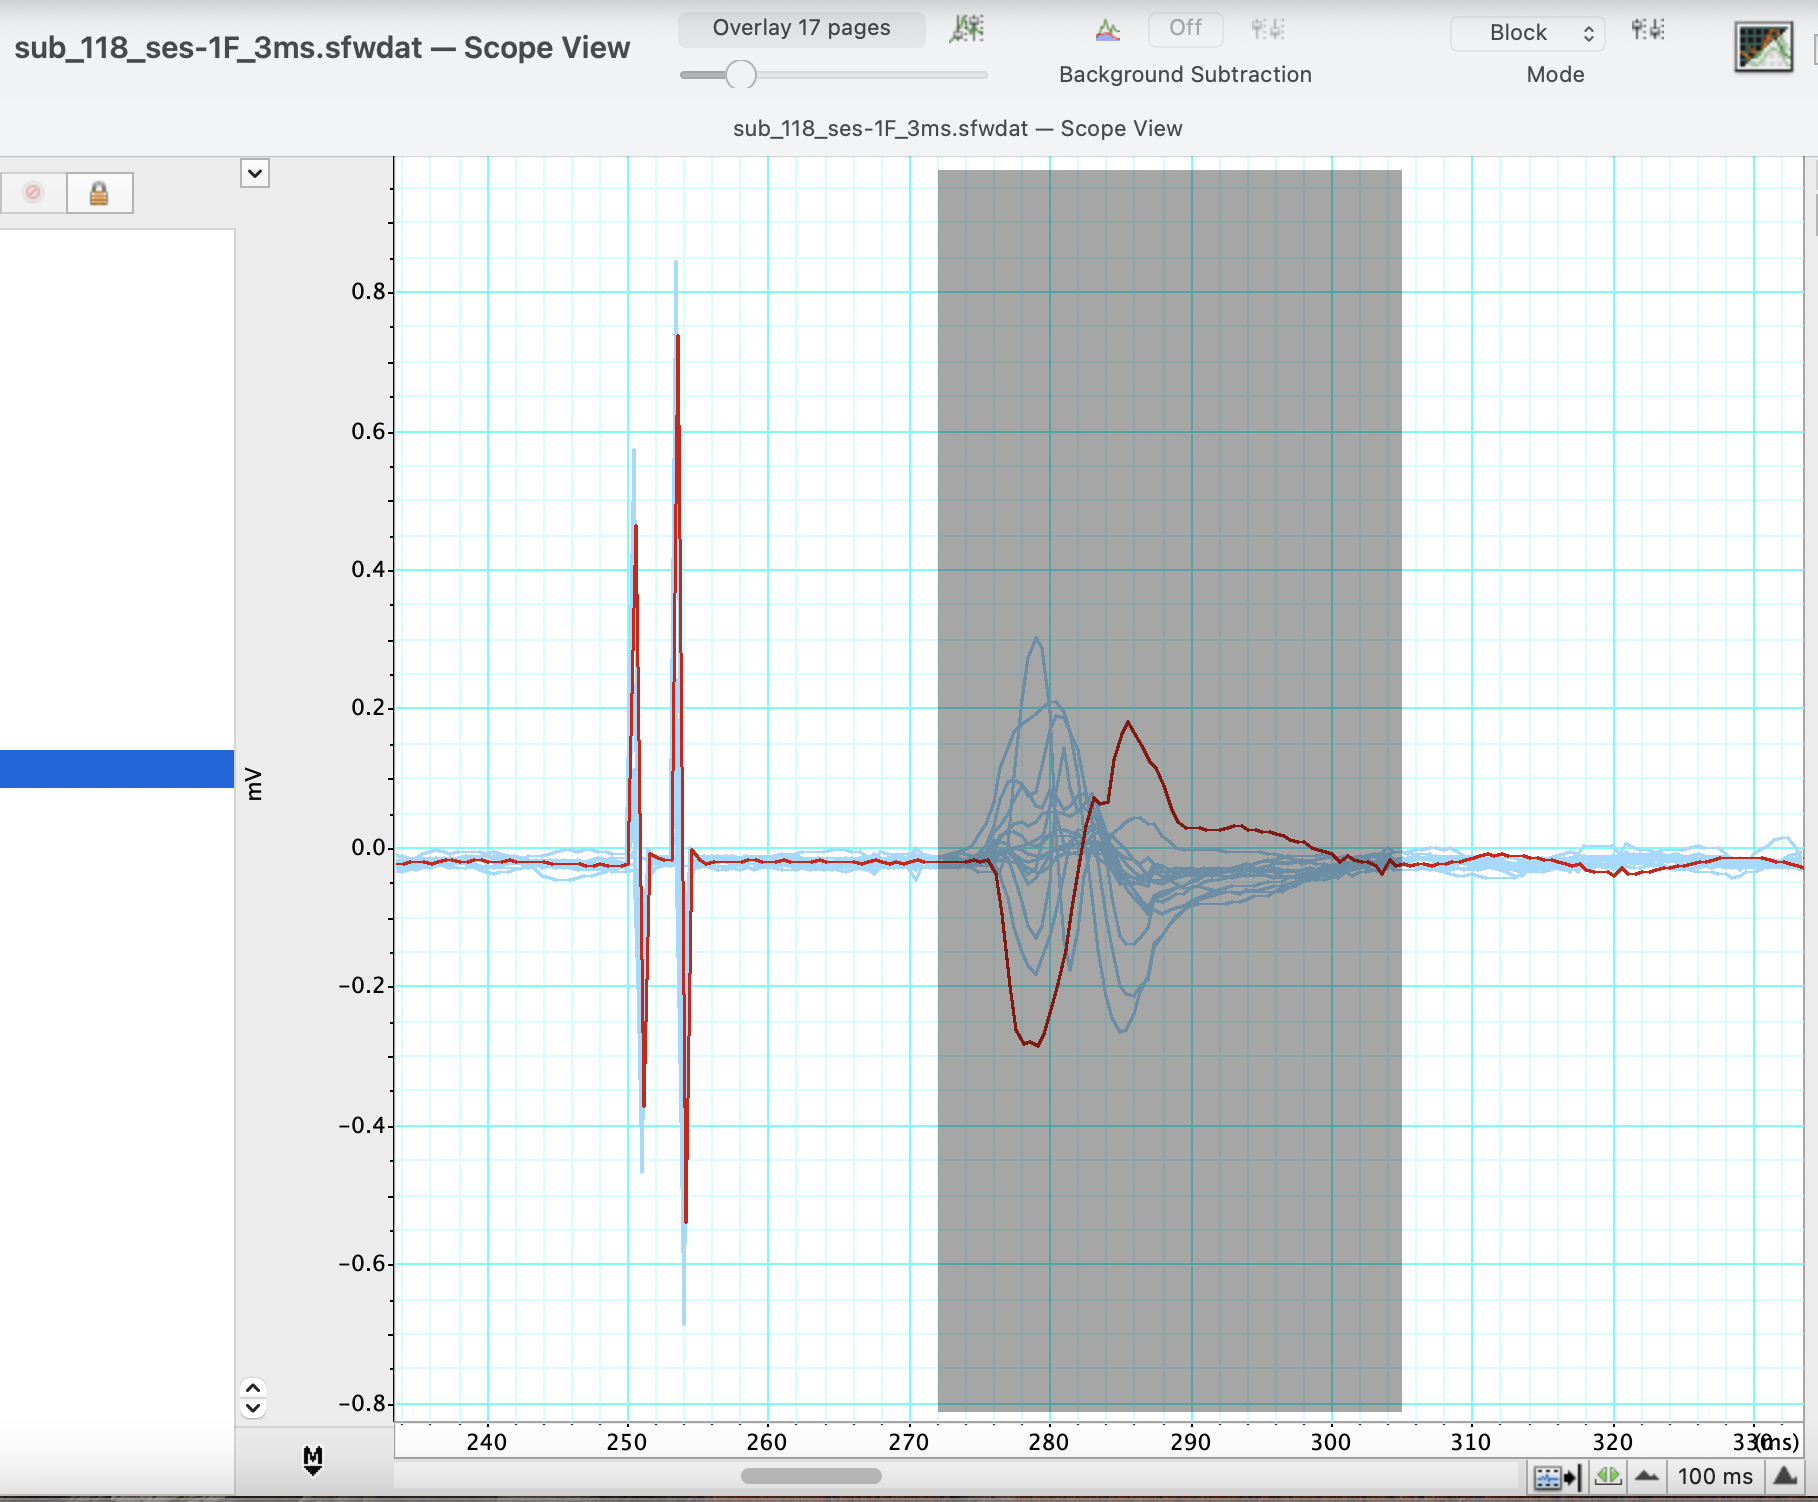 sub_118_ses-1F_3ms.sfwdat — Scope View
Overlay 17 pages
Off
Background Subtraction
Block
Mode
sub_118_ses-1F_3ms.sfwdat — Scope View
mV
0.8
0.6
0.4
0.2
0.0
−0.2
−0.4
−0.6
−0.8
M
240 250 260 270 280 290 300 310 320 330 (ms)
100 ms